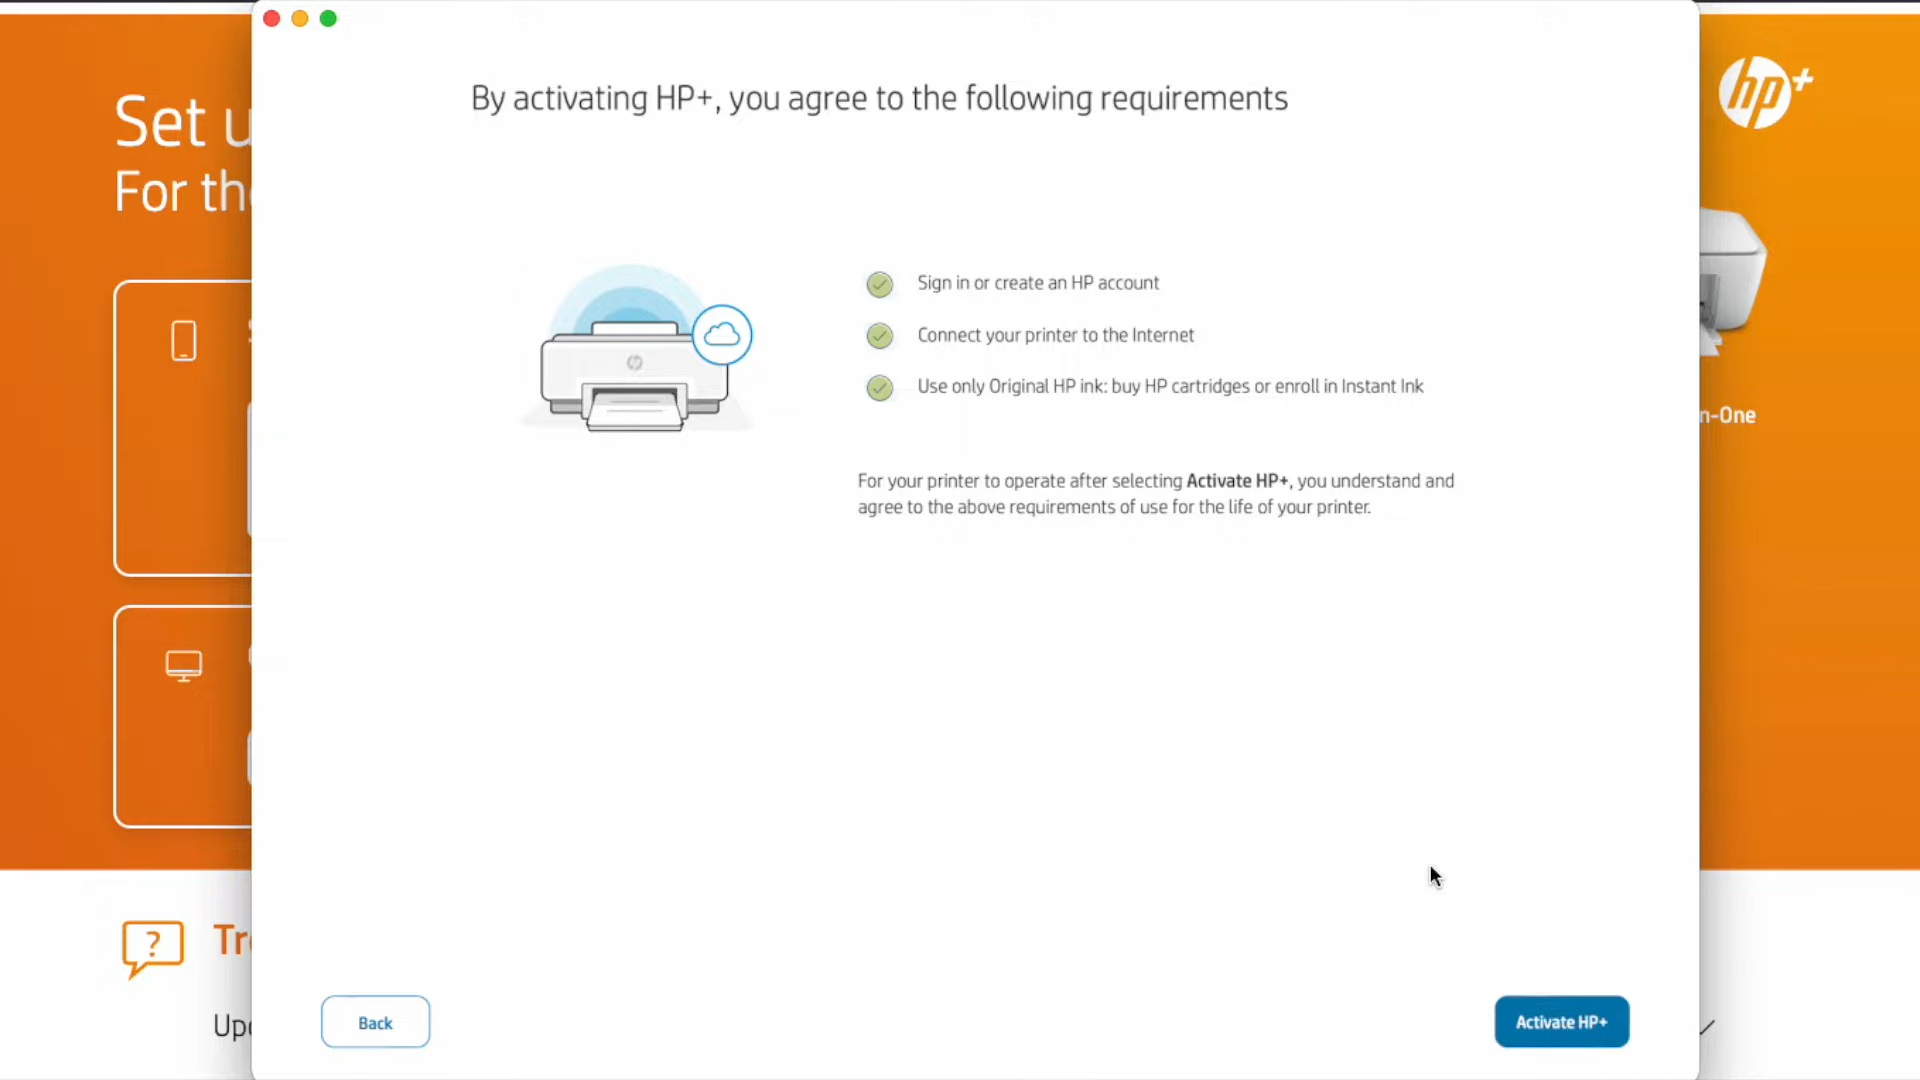 By activating HP+, you agree to the following requirements
Sign in or create an HP account
Connect your printer to the Internet
Use only Original HP ink: buy HP cartridges or enroll in Instant Ink
For your printer to operate after selecting Activate HP+, you understand and
agree to the above requirements of use for the life of your printer.
Back
Activate HP+
Set u
For the
hp+
n-One
?
Tr
Upd